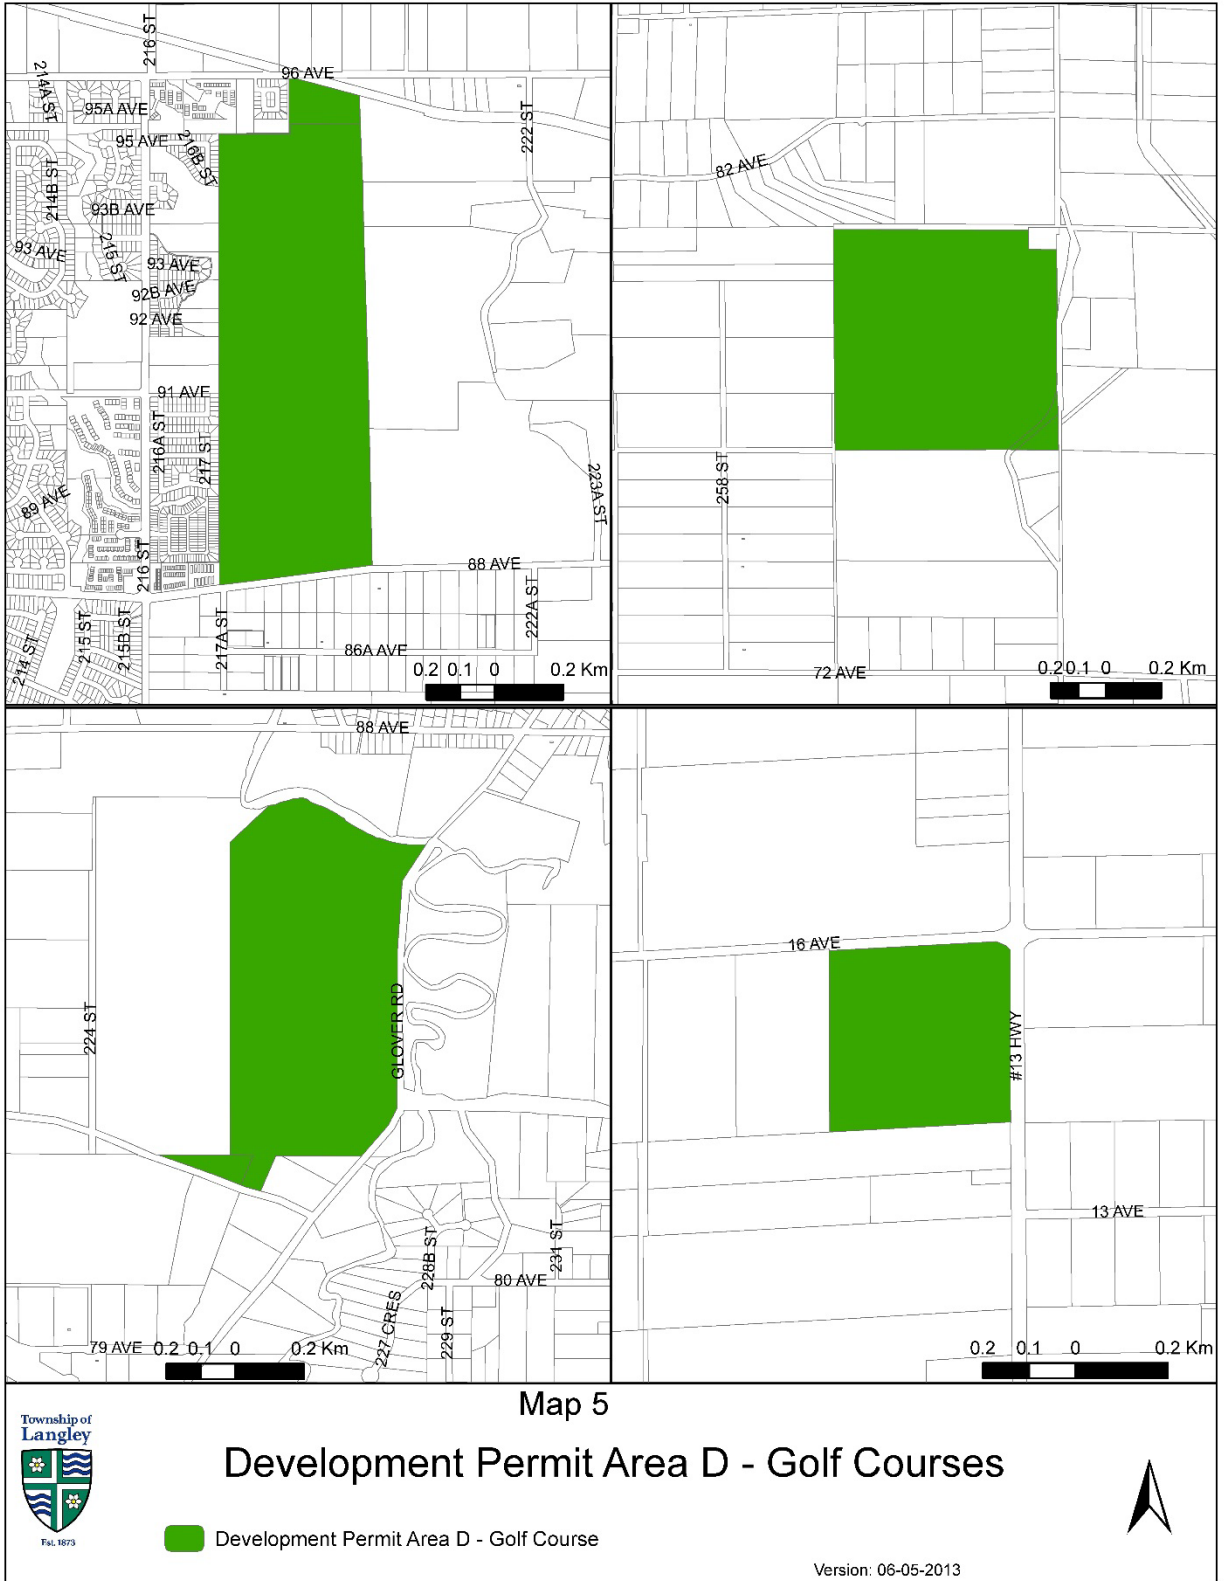 216 ST
96 AVE
214A ST
95A AVE
95 AVE
216B ST
222 ST
214B ST
93B AVE
93 AVE
215 ST
93 AVE
92B AVE
92 AVE
91 AVE
216A ST
217 ST
89 AVE
223A ST
216 ST
88 AVE
222A ST
214 ST
215 ST
215B ST
217A ST
86A AVE
0.2 0.1 0 0.2 Km
82 AVE
258 ST
72 AVE
0.2 0.1 0 0.2 Km
88 AVE
224 ST
GLOVER RD
228B ST
231 ST
80 AVE
227 CRES
229 ST
79 AVE
0.2 0.1 0 0.2 Km
16 AVE
#13 HWY
13 AVE
0.2 0.1 0 0.2 Km
Map 5
Township of
Langley
Est. 1873
Development Permit Area D - Golf Courses
Development Permit Area D - Golf Course
Version: 06-05-2013